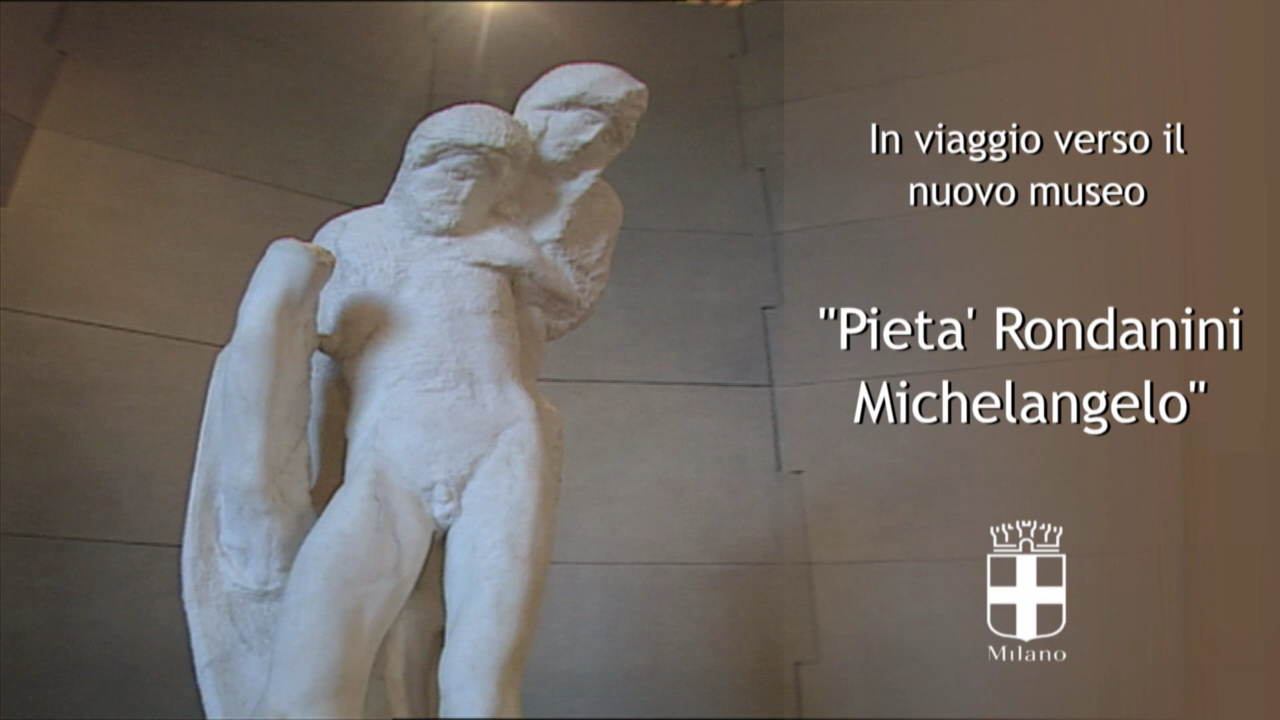 In viaggio verso il
nuovo museo
"Pieta' Rondanini
Michelangelo"
Milano